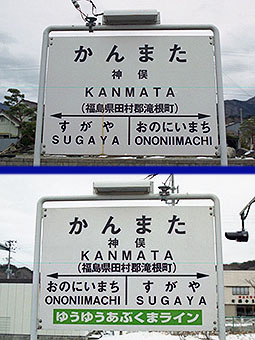 かんまた
神俣
KANMATA
(福島県田村郡滝根町)
すがや おのにいまち
SUGAYA ONONIIMACHI
かんまた
神俣
KANMATA
(福島県田村郡滝根町)
おのにいまち すがや
ONONIIMACHI SUGAYA
ゆうゆうあぶくまライン